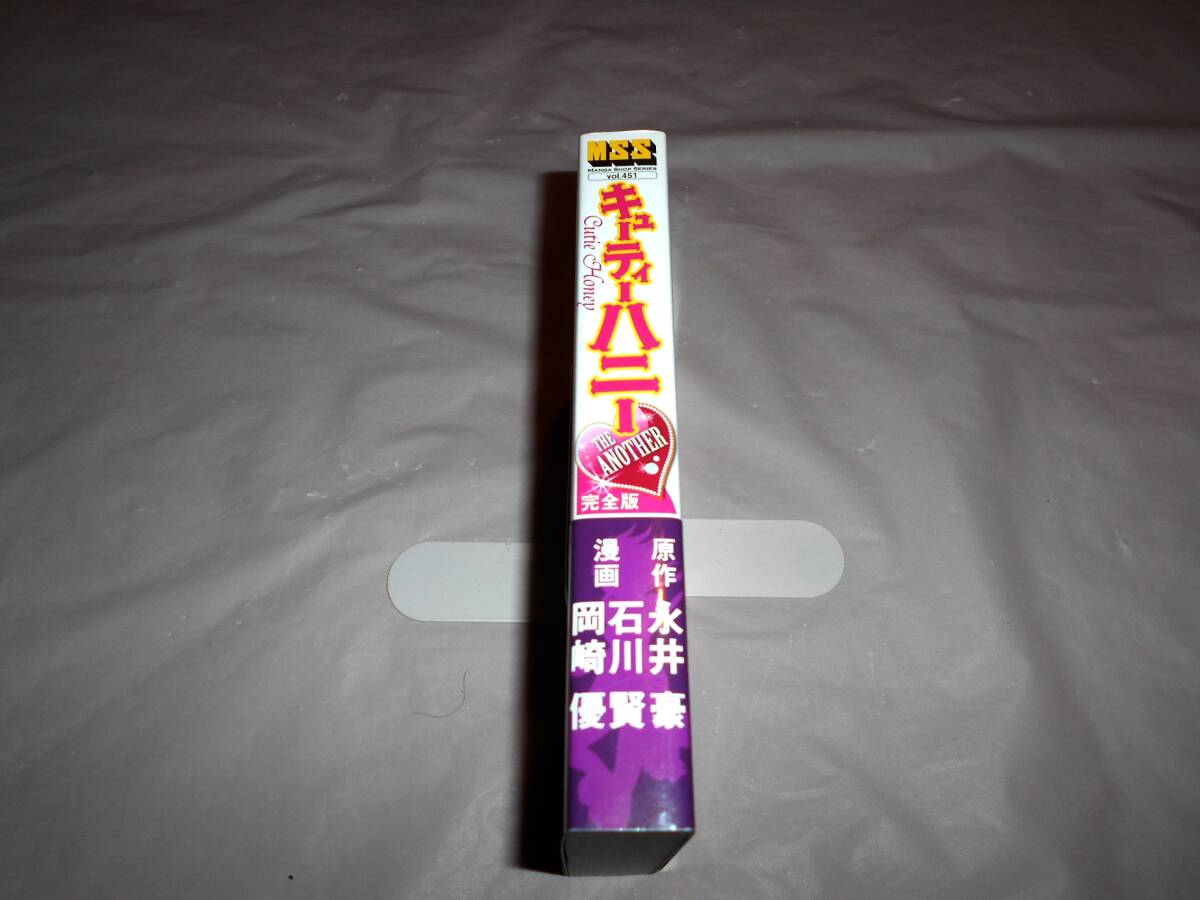 MSS
MANGA SHOP SERIES
vol.451
キューティーハニー
Cutie Honey
THE
ANOTHER
完全版
原作
永井豪
漫画
石川賢
岡崎優